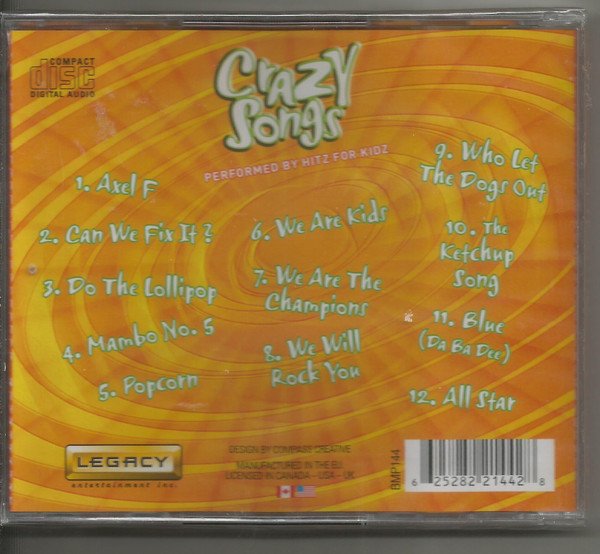 COMPACT
disc
DIGITAL AUDIO
Crazy
Songs
PERFORMED BY HITZ FOR KIDZ
1. Axel F
2. Can We Fix It?
3. Do The Lollipop
4. Mambo No. 5
5. Popcorn
6. We Are Kids
7. We Are The
Champions
8. We Will
Rock You
9. Who Let
The Dogs Out
10. The
Ketchup
Song
11. Blue
(Da Ba Dee)
12. All Star
LEGACY
entertainment inc.
DESIGN BY COMPASS CREATIVE
MANUFACTURED IN THE EU
LICENSED IN CANADA - USA - UK
BMP144
6 25282 21442 8